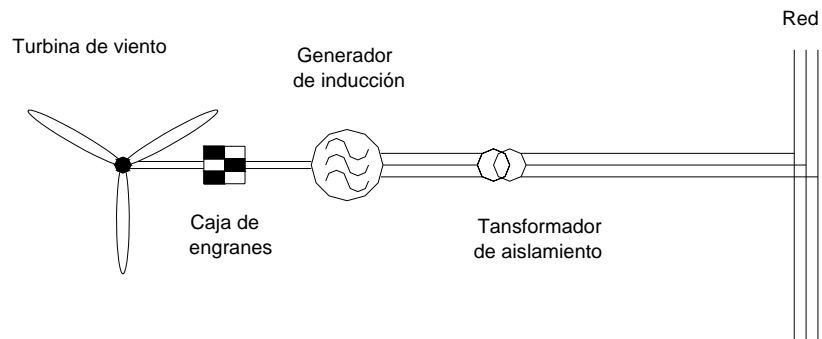 Red
Turbina de viento
Generador
de inducción
Caja de
engranes
Tansformador
de aislamiento